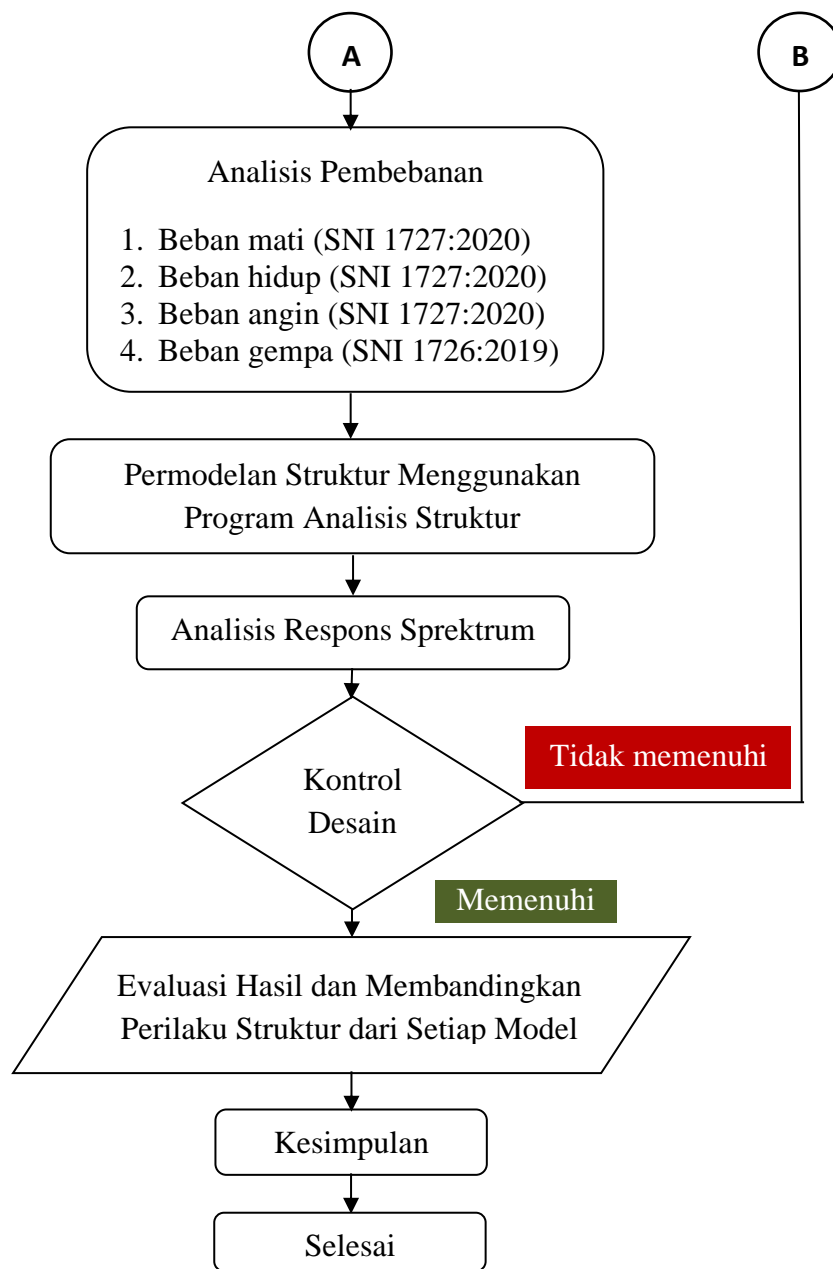 A
B
Analisis Pembebanan
1. Beban mati (SNI 1727:2020)
2. Beban hidup (SNI 1727:2020)
3. Beban angin (SNI 1727:2020)
4. Beban gempa (SNI 1726:2019)
Permodelan Struktur Menggunakan
Program Analisis Struktur
Analisis Respons Sprektrum
Tidak memenuhi
Kontrol
Desain
Memenuhi
Evaluasi Hasil dan Membandingkan
Perilaku Struktur dari Setiap Model
Kesimpulan
Selesai